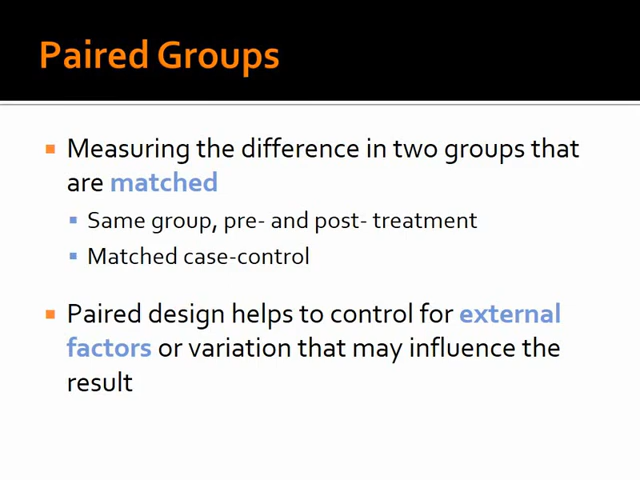 Paired Groups
Measuring the difference in two groups that
are matched
Same group, pre- and post- treatment
Matched case-control
Paired design helps to control for external
factors or variation that may influence the
result